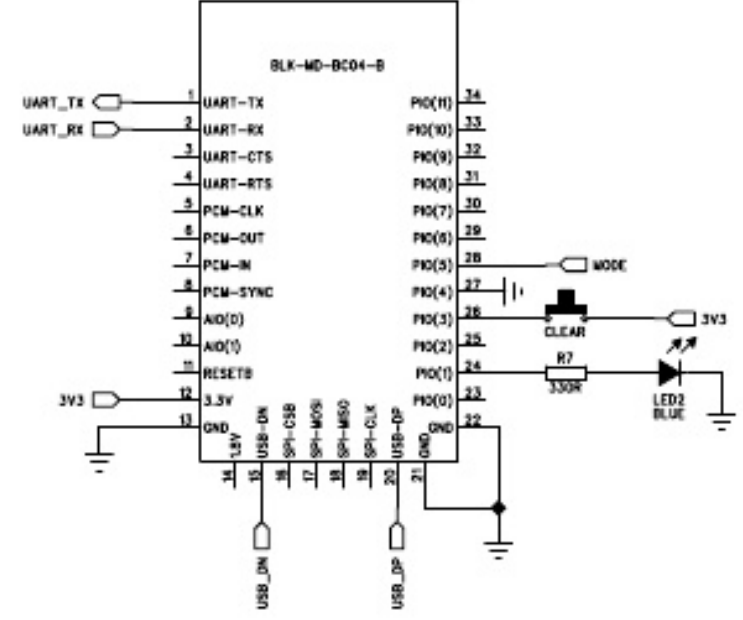 BLK-MD-BC04-B
UART_TX 1 UART-TX
UART_RX 2 UART-RX
3 UART-CTS
4 UART-RTS
5 PCM-CLK
6 PCM-OUT
7 PCM-IN
8 PCM-SYNC
9 AIO(0)
10 AIO(1)
11 RESETB
3V3 12 3.3V
13 GND
PIO(11) 34
PIO(10) 33
PIO(9) 32
PIO(8) 31
PIO(7) 30
PIO(6) 29
PIO(5) 28 MODE
PIO(4) 27
PIO(3) 26 3V3
CLEAR
PIO(2) 25
PIO(1) 24
R7
330R
LED2
BLUE
PIO(0) 23
GND 22
1.8V 14
USB-DN 15
SPI-CSB 16
SPI-MOSI 17
SPI-MISO 18
SPI-CLK 19
USB-DP 20
GND 21
USB_DN
USB_DP